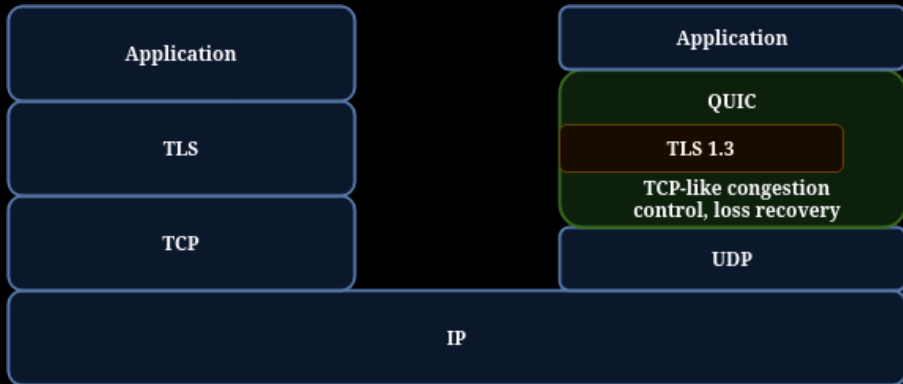 Application
TLS
TCP
Application
QUIC
TLS 1.3
TCP-like congestion
control, loss recovery
UDP
IP